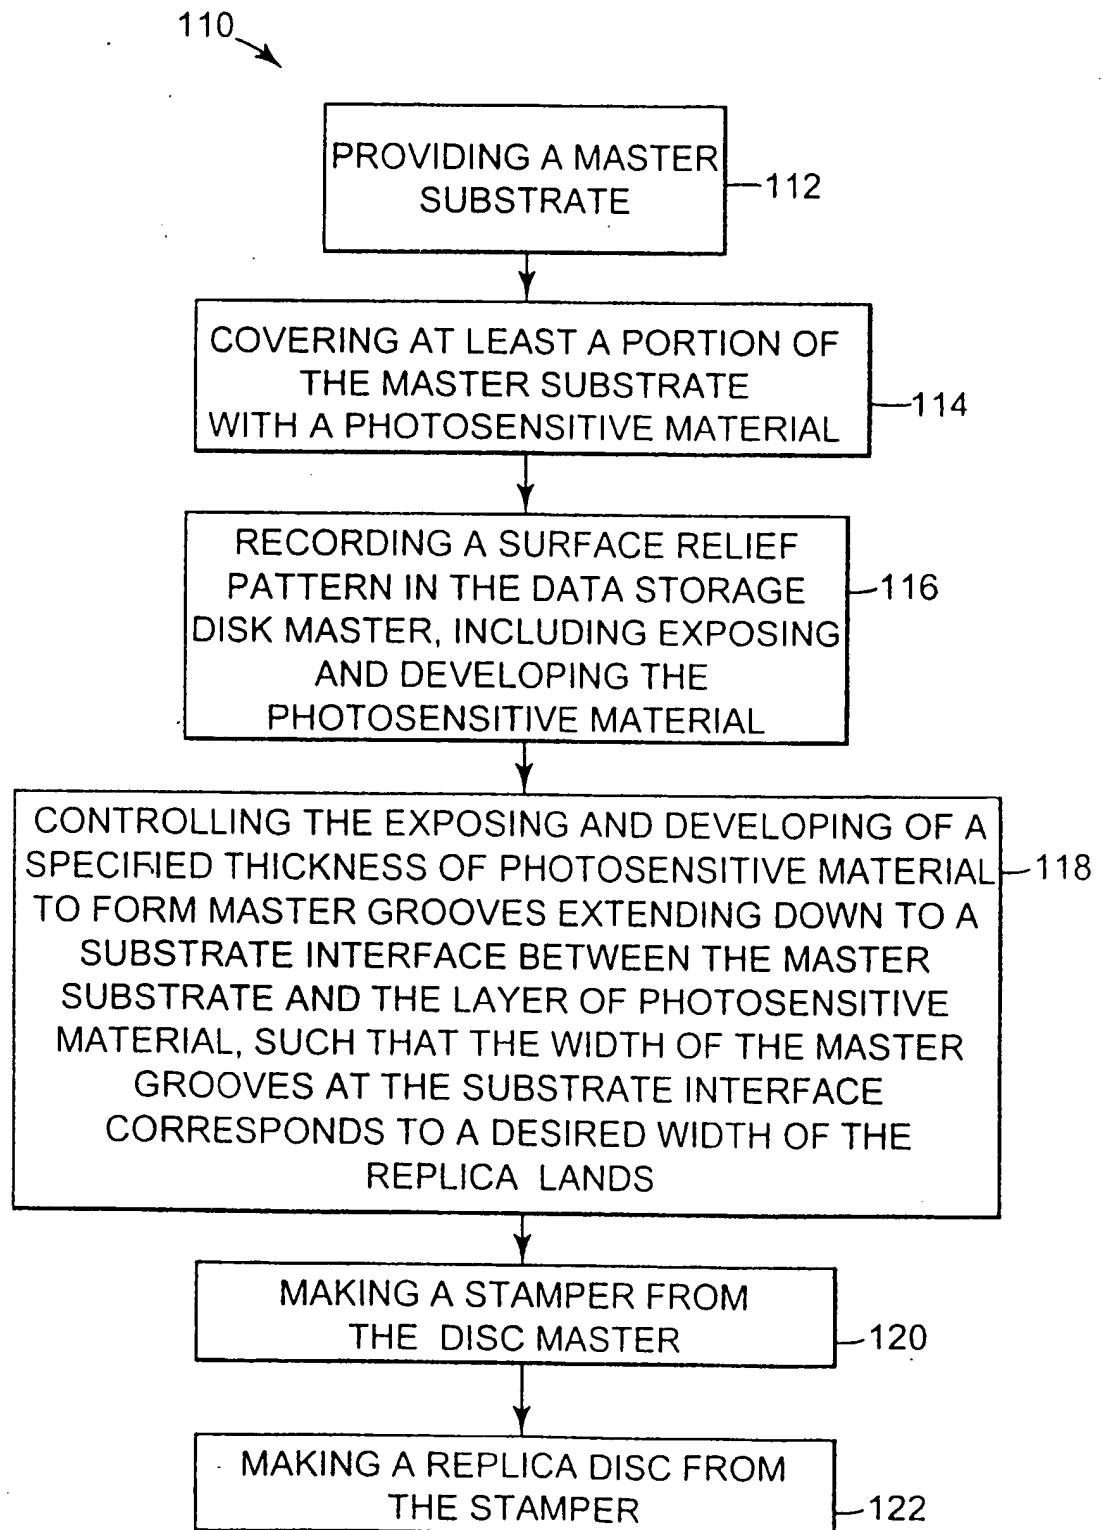 110
PROVIDING A MASTER
SUBSTRATE
112
COVERING AT LEAST A PORTION OF
THE MASTER SUBSTRATE
WITH A PHOTOSENSITIVE MATERIAL
114
RECORDING A SURFACE RELIEF
PATTERN IN THE DATA STORAGE
DISK MASTER, INCLUDING EXPOSING
AND DEVELOPING THE
PHOTOSENSITIVE MATERIAL
116
CONTROLLING THE EXPOSING AND DEVELOPING OF A
SPECIFIED THICKNESS OF PHOTOSENSITIVE MATERIAL
TO FORM MASTER GROOVES EXTENDING DOWN TO A
SUBSTRATE INTERFACE BETWEEN THE MASTER
SUBSTRATE AND THE LAYER OF PHOTOSENSITIVE
MATERIAL, SUCH THAT THE WIDTH OF THE MASTER
GROOVES AT THE SUBSTRATE INTERFACE
CORRESPONDS TO A DESIRED WIDTH OF THE
REPLICA LANDS
118
MAKING A STAMPER FROM
THE DISC MASTER
120
MAKING A REPLICA DISC FROM
THE STAMPER
122